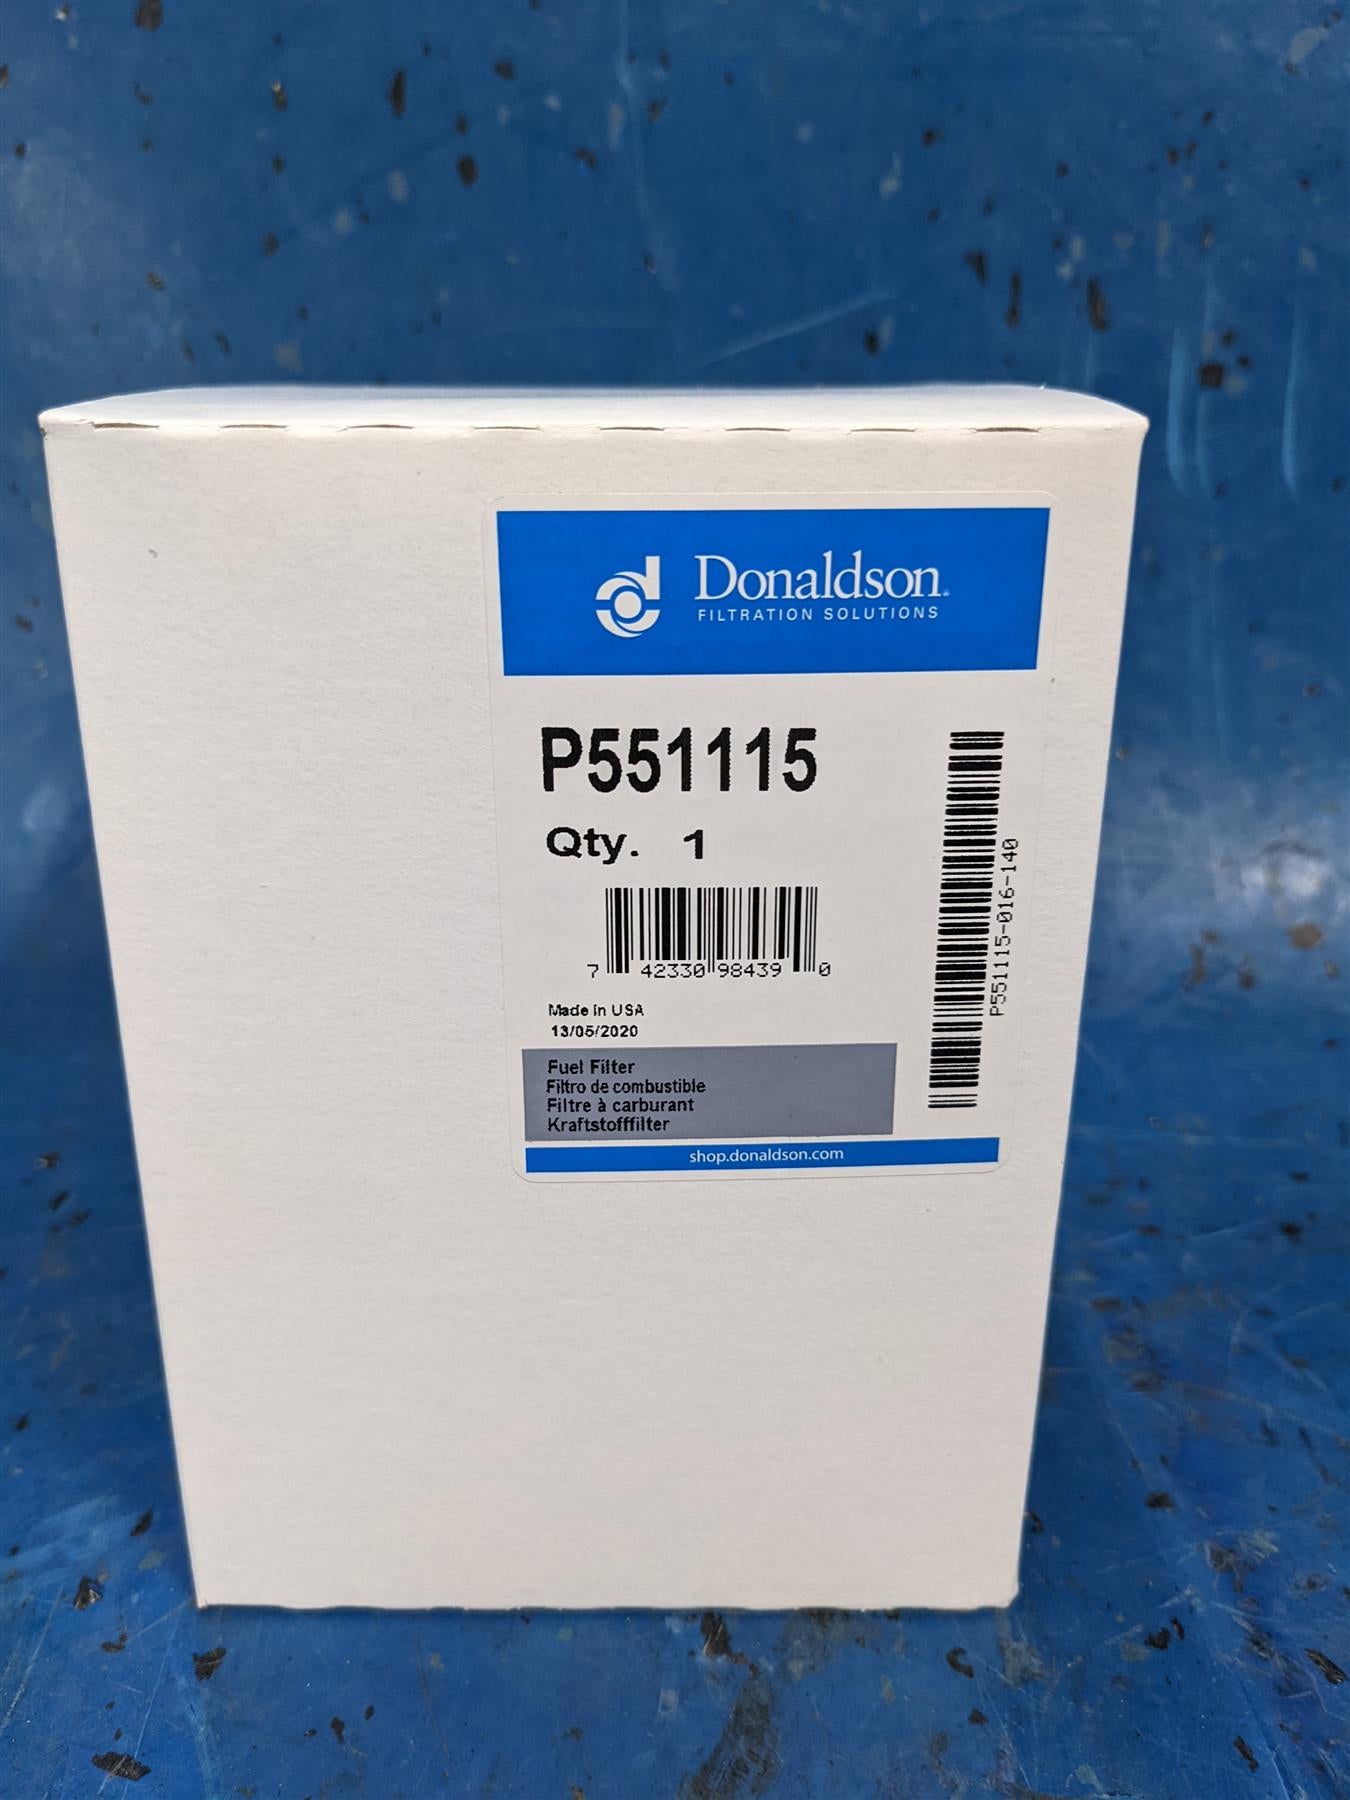 Donaldson®
FILTRATION SOLUTIONS
P551115
Qty. 1
7 42330 98439 0
P551115-016-140
Made in USA
13/05/2020
Fuel Filter
Filtro de combustible
Filtre à carburant
Kraftstofffilter
shop.donaldson.com